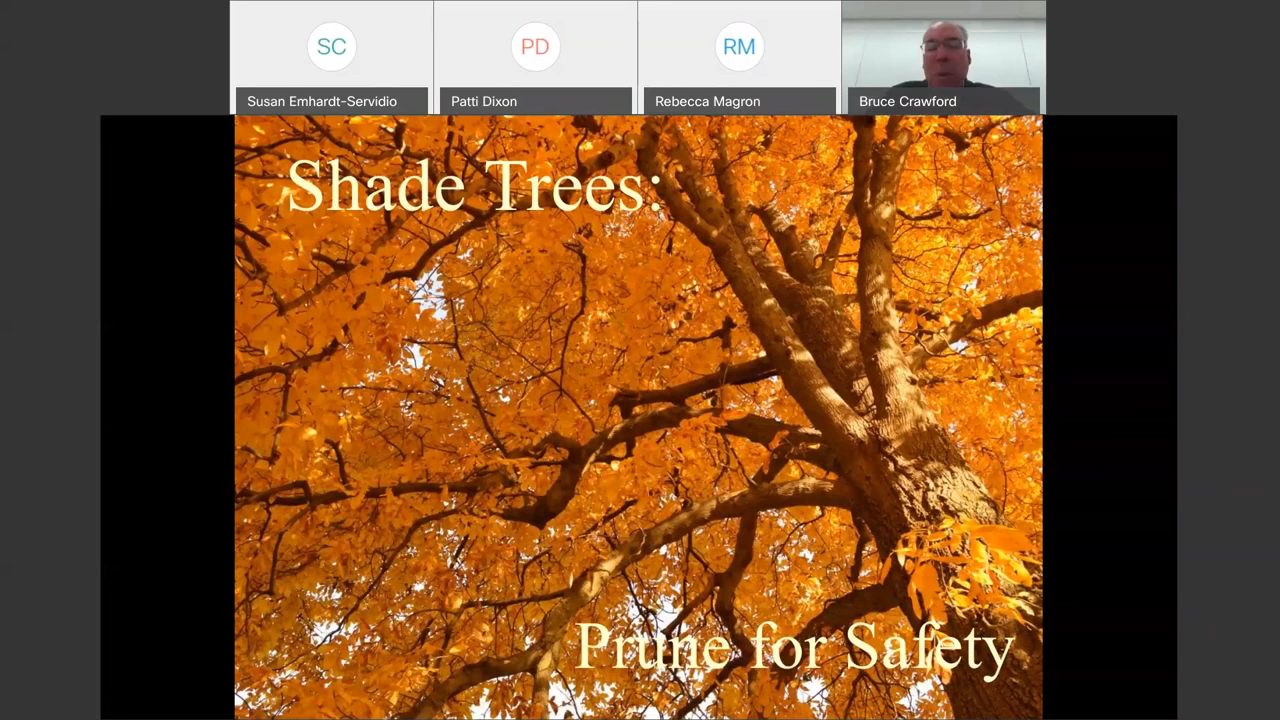 SC
PD
RM
Susan Emhardt-Servidio
Patti Dixon
Rebecca Magron
Bruce Crawford
Shade Trees:
Prune for Safety